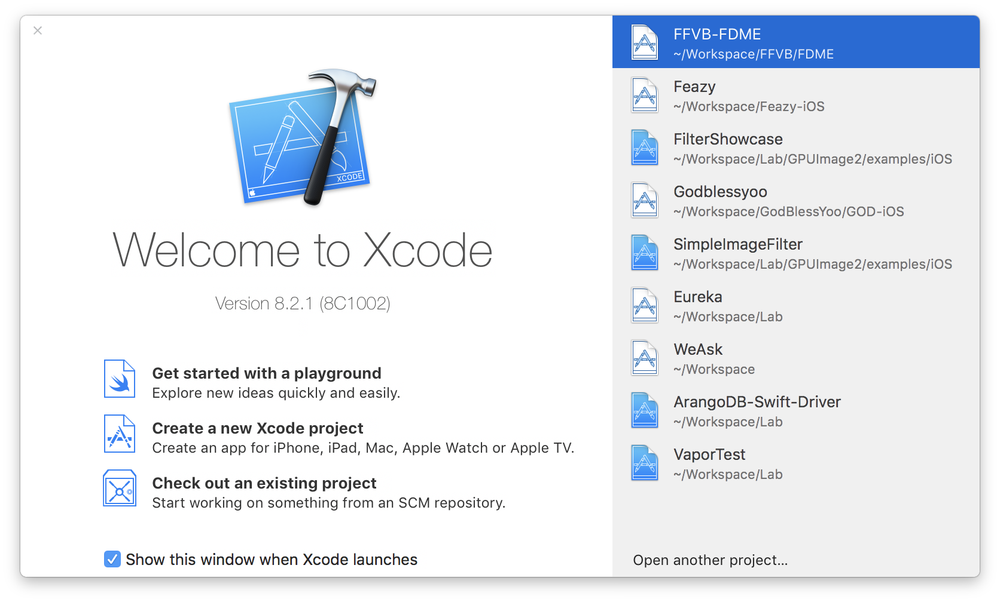 XCODE
Welcome to Xcode
Version 8.2.1 (8C1002)
Get started with a playground
Explore new ideas quickly and easily.
Create a new Xcode project
Create an app for iPhone, iPad, Mac, Apple Watch or Apple TV.
Check out an existing project
Start working on something from an SCM repository.
Show this window when Xcode launches
FFVB-FDME
~/Workspace/FFVB/FDME
Feazy
~/Workspace/Feazy-iOS
FilterShowcase
~/Workspace/Lab/GPUImage2/examples/iOS
Godblessyoo
~/Workspace/GodBlessYoo/GOD-iOS
SimpleImageFilter
~/Workspace/Lab/GPUImage2/examples/iOS
Eureka
~/Workspace/Lab
WeAsk
~/Workspace
ArangoDB-Swift-Driver
~/Workspace/Lab
VaporTest
~/Workspace/Lab
Open another project...